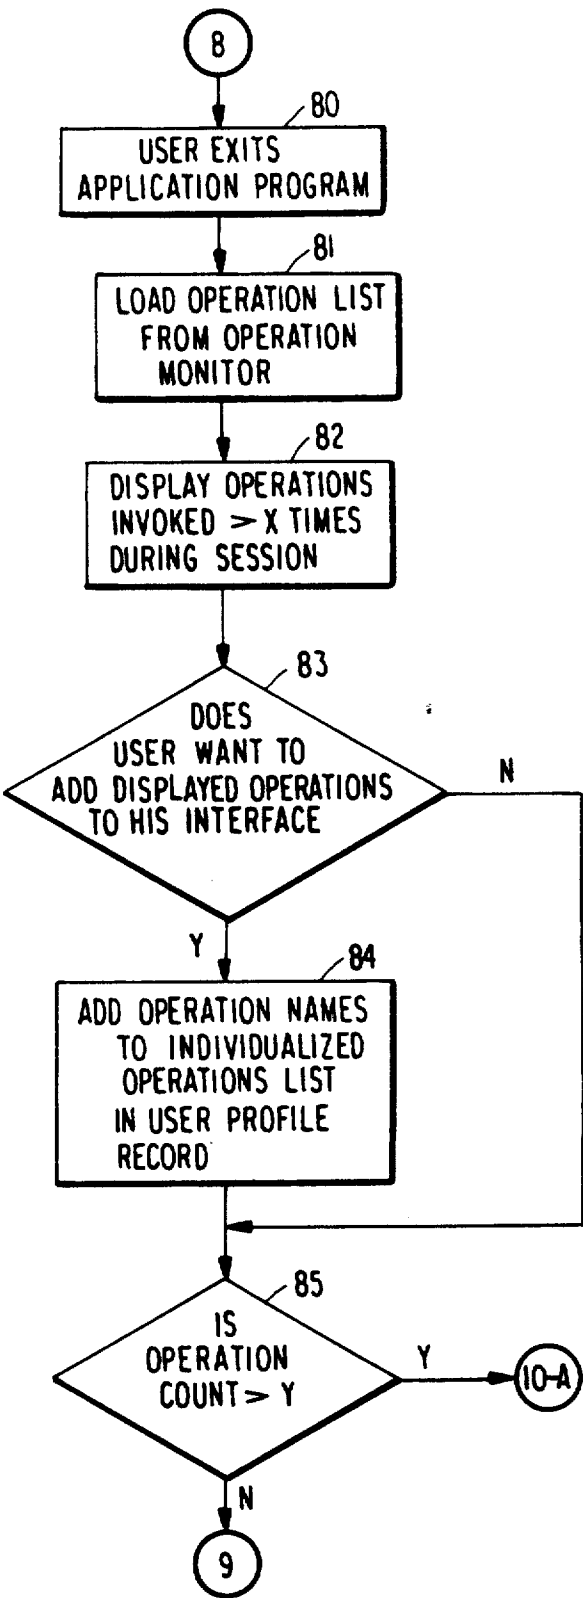 8
80
USER EXITS
APPLICATION PROGRAM
81
LOAD OPERATION LIST
FROM OPERATION
MONITOR
82
DISPLAY OPERATIONS
INVOKED > X TIMES
DURING SESSION
83
DOES
USER WANT TO
ADD DISPLAYED OPERATIONS
TO HIS INTERFACE
N
Y
84
ADD OPERATION NAMES
TO INDIVIDUALIZED
OPERATIONS LIST
IN USER PROFILE
RECORD
85
IS
OPERATION
COUNT > Y
Y
10-A
N
9